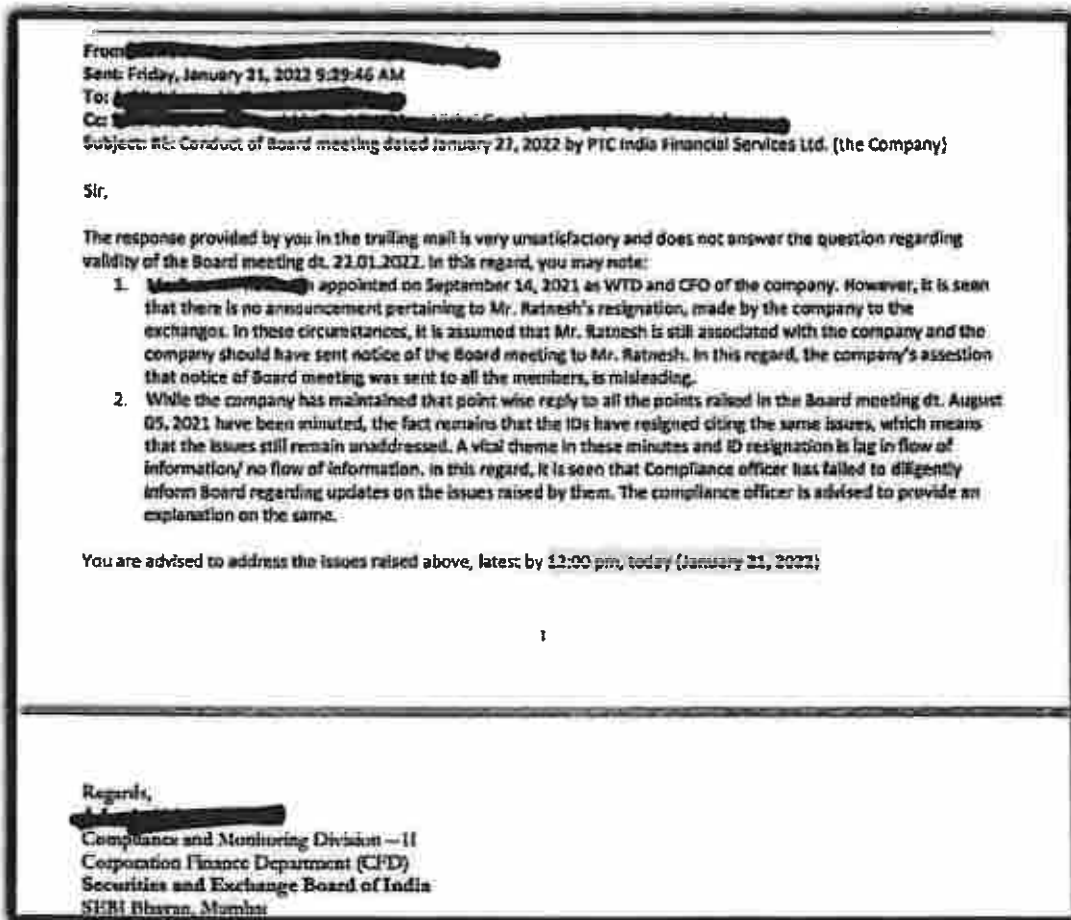 From
Sent: Friday, January 21, 2022 9:29:46 AM
To:
Cc:
Subject: RE: Conduct of Board meeting dated January 22, 2022 by PTC India Financial Services Ltd. (the Company)
Sir,
The response provided by you in the trailing mail is very unsatisfactory and does not answer the question regarding
validity of the Board meeting dt. 22.01.2022. In this regard, you may note:
1. appointed on September 14, 2021 as WTD and CFO of the company. However, it is seen
that there is no announcement pertaining to Mr. Ratnesh's resignation, made by the company to the
exchanges. In these circumstances, it is assumed that Mr. Ratnesh is still associated with the company and the
company should have sent notice of the Board meeting to Mr. Ratnesh. In this regard, the company's assestion
that notice of Board meeting was sent to all the members, is misleading.
2. While the company has maintained that point wise reply to all the points raised in the Board meeting dt. August
05, 2021 have been minuted, the fact remains that the IDs have resigned citing the same issues, which means
that the issues still remain unaddressed. A vital theme in these minutes and ID resignation is lag in flow of
information/ no flow of information. In this regard, it is seen that Compliance officer has failed to diligently
inform Board regarding updates on the issues raised by them. The compliance officer is advised to provide an
explanation on the same.
You are advised to address the issues raised above, latest by 12:00 pm, today (January 21, 2022)
1
Regards,
Compliance and Monitoring Division – II
Corporation Finance Department (CFD)
Securities and Exchange Board of India
SEBI Bhavan, Mumbai